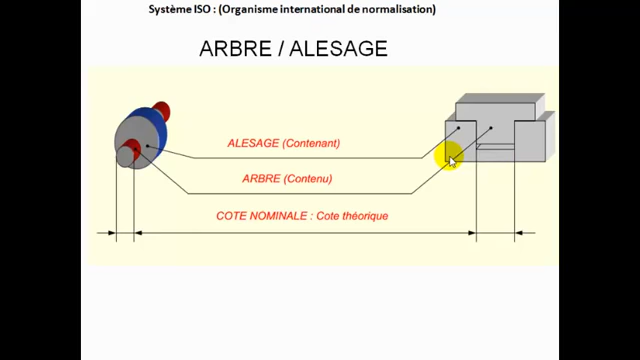 Système ISO : (Organisme international de normalisation)
ARBRE / ALESAGE
ALESAGE (Contenant)
ARBRE (Contenu)
COTE NOMINALE : Cote théorique